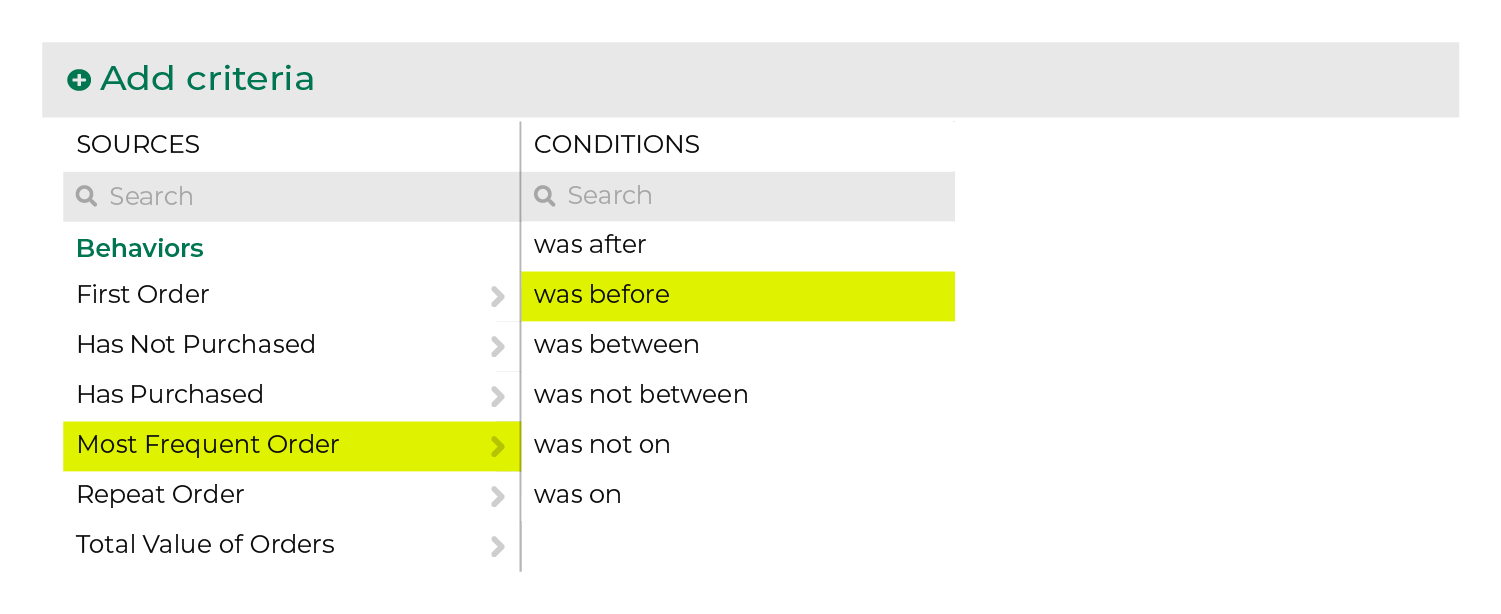 Add criteria
SOURCES
Search
Behaviors
First Order
Has Not Purchased
Has Purchased
Most Frequent Order
Repeat Order
Total Value of Orders
CONDITIONS
Search
was after
was before
was between
was not between
was not on
was on